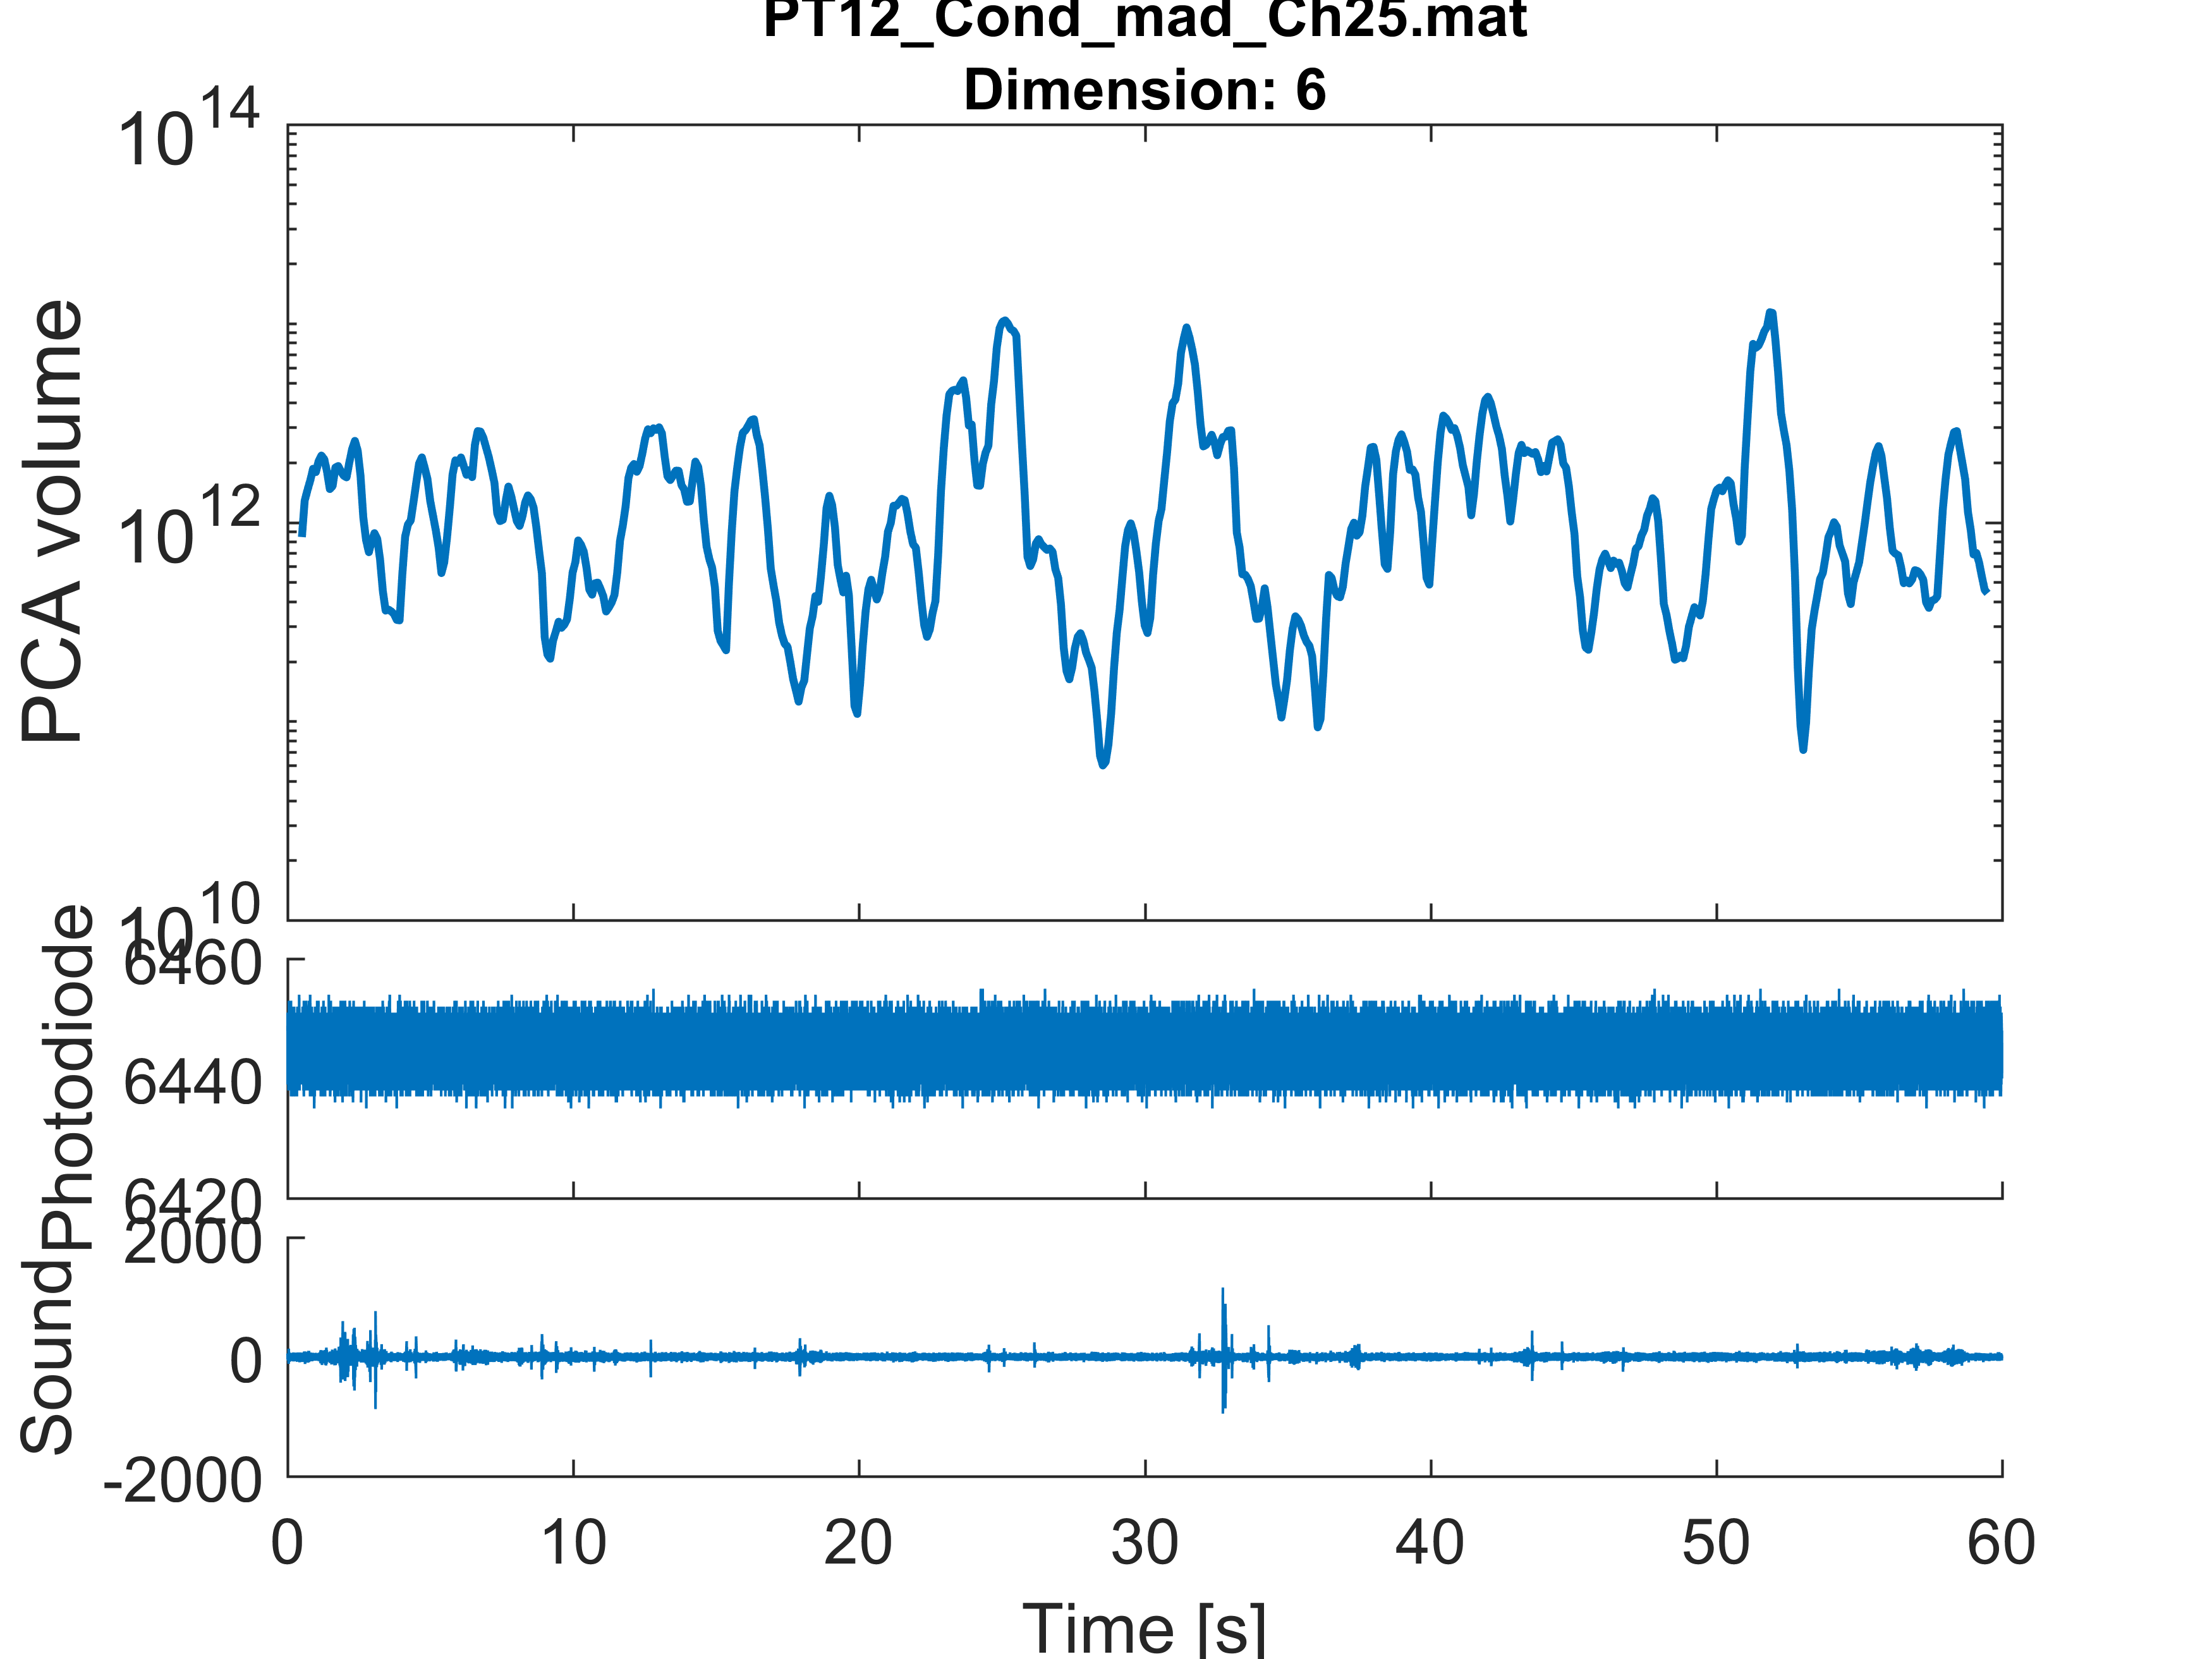 PT12_Cond_mad_Ch25.mat
Dimension: 6
PCA volume
10^14
10^12
10^10
Photodiode
6460
6440
6420
Sound
2000
0
-2000
0 10 20 30 40 50 60
Time [s]